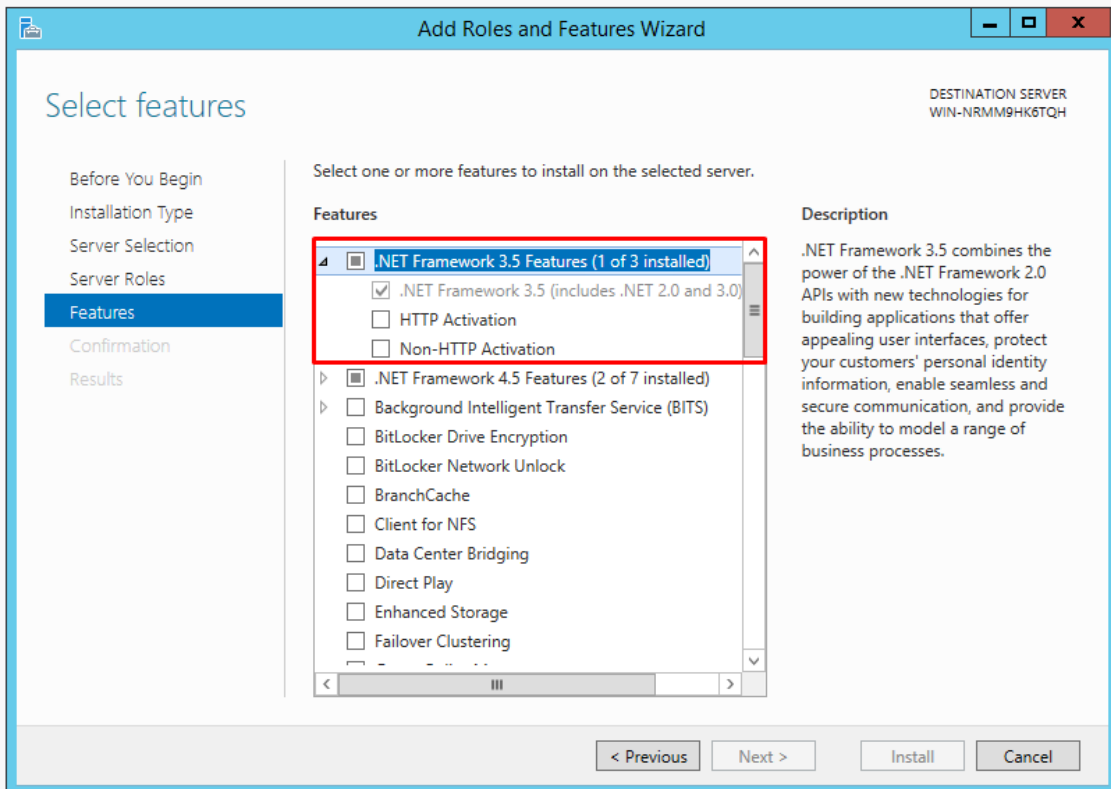 Add Roles and Features Wizard
Select features
DESTINATION SERVER
WIN-NRMM9HK6TQH
Before You Begin
Installation Type
Server Selection
Server Roles
Features
Confirmation
Results
Select one or more features to install on the selected server.
Features
.NET Framework 3.5 Features (1 of 3 installed)
.NET Framework 3.5 (includes .NET 2.0 and 3.0)
HTTP Activation
Non-HTTP Activation
.NET Framework 4.5 Features (2 of 7 installed)
Background Intelligent Transfer Service (BITS)
BitLocker Drive Encryption
BitLocker Network Unlock
BranchCache
Client for NFS
Data Center Bridging
Direct Play
Enhanced Storage
Failover Clustering
Description
.NET Framework 3.5 combines the
power of the .NET Framework 2.0
APIs with new technologies for
building applications that offer
appealing user interfaces, protect
your customers' personal identity
information, enable seamless and
secure communication, and provide
the ability to model a range of
business processes.
< Previous
Next >
Install
Cancel